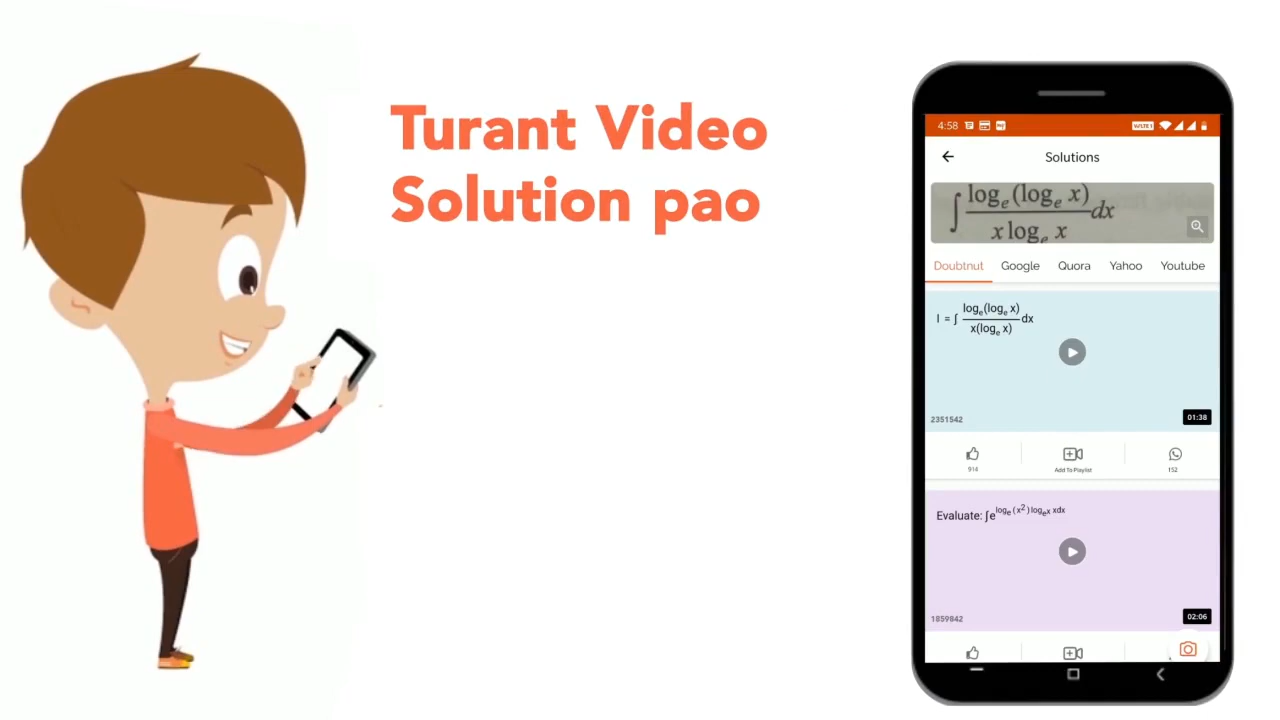 Turant Video
Solution pao
4:58
VoLTE1
Solutions
∫ logₑ(logₑ x) / x logₑ x dx
Doubtnut Google Quora Yahoo Youtube
I = ∫ logₑ(logₑ x) / x(logₑ x) dx
2351542 01:38
914 Add To Playlist 152
Evaluate: ∫e^logₑ(x²)logₑx xdx
1859842 02:06